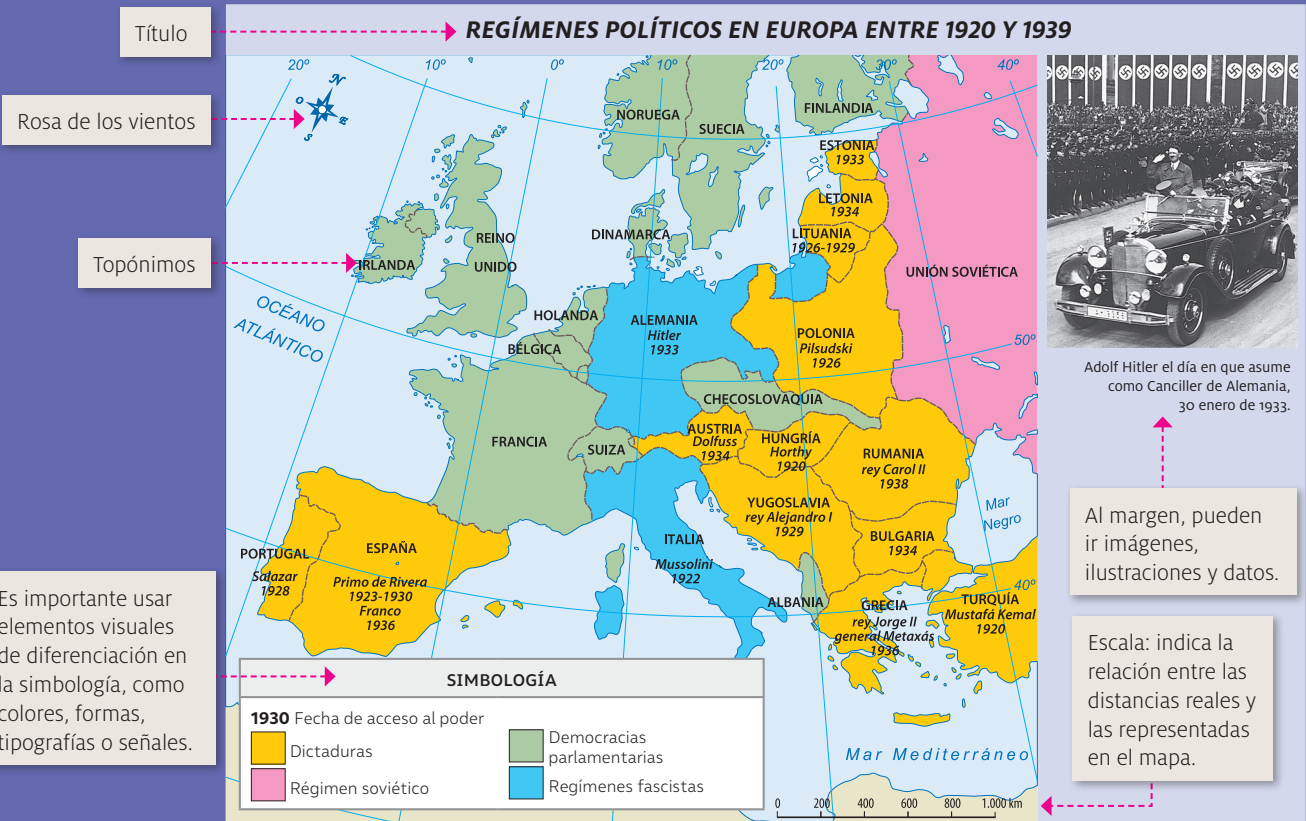 Título
REGÍMENES POLÍTICOS EN EUROPA ENTRE 1920 Y 1939
Rosa de los vientos
Topónimos
Es importante usar
elementos visuales
de diferenciación en
la simbología, como
colores, formas,
tipografías o señales.
20º
10º
0º
10º
20º
30º
40º
N
O
E
S
NORUEGA
SUECIA
FINLANDIA
ESTONIA
1933
LETONIA
1934
LITUANIA
1926-1929
UNIÓN SOVIÉTICA
DINAMARCA
REINO
UNIDO
IRLANDA
OCÉANO
ATLÁNTICO
HOLANDA
BÉLGICA
ALEMANIA
Hitler
1933
POLONIA
Pilsudski
1926
50º
CHECOSLOVAQUIA
FRANCIA
SUIZA
AUSTRIA
Dolfuss
1934
HUNGRÍA
Horthy
1920
RUMANIA
rey Carol II
1938
YUGOSLAVIA
rey Alejandro I
1929
Mar
Negro
BULGARIA
1934
ITALIA
Mussolini
1922
PORTUGAL
Salazar
1928
ESPAÑA
Primo de Rivera
1923-1930
Franco
1936
40º
ALBANIA
GRECIA
rey Jorge II
general Metaxás
1936
TURQUÍA
Mustafá Kemal
1920
Mar Mediterráneo
SIMBOLOGÍA
1930 Fecha de acceso al poder
Dictaduras
Democracias
parlamentarias
Régimen soviético
Regímenes fascistas
0 200 400 600 800 1.000 km
Adolf Hitler el día en que asume
como Canciller de Alemania,
30 enero de 1933.
Al margen, pueden
ir imágenes,
ilustraciones y datos.
Escala: indica la
relación entre las
distancias reales y
las representadas
en el mapa.